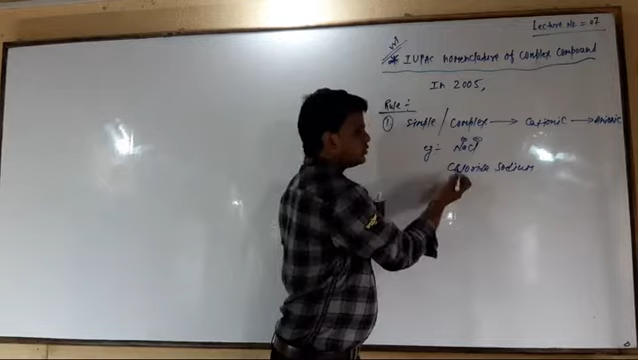 Lecture No = 07
* IUPAC nomenclature of Complex Compound
In 2005,
Rule :-
① Simple / Complex → Cationic → Anionic
eg :- NaCl
Chloride Sodium